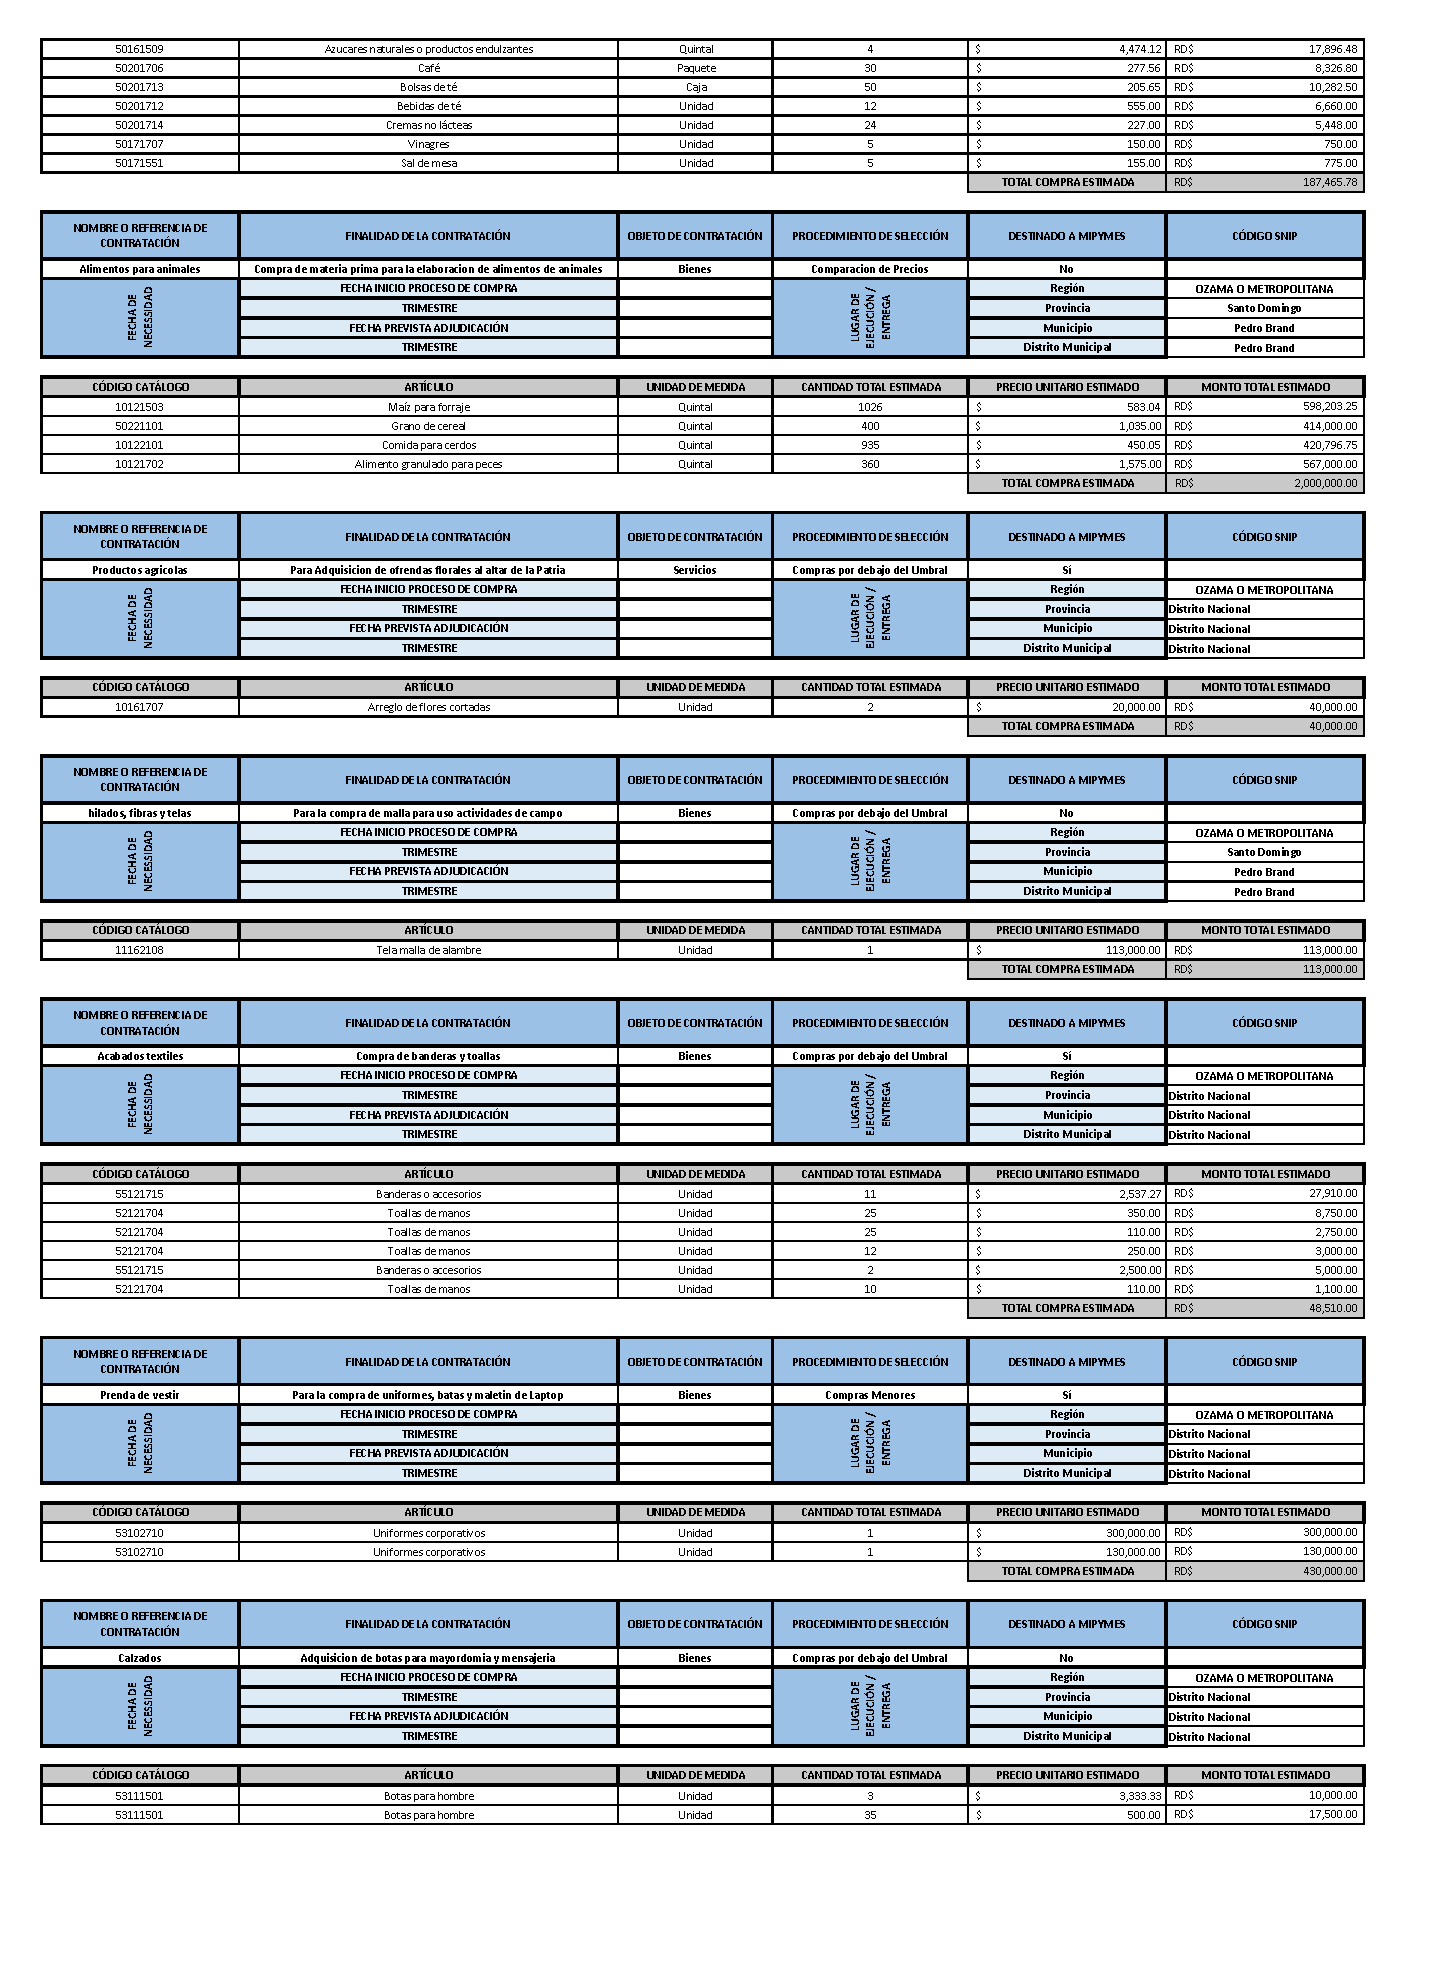 50161509 Azucares naturales o productos endulzantes Quintal 4 $ 4,474.12 RD$ 17,896.48
50201706 Café Paquete 30 $ 277.56 RD$ 8,326.80
50201713 Bolsas de té Caja 50 $ 205.65 RD$ 10,282.50
50201712 Bebidas de té Unidad 12 $ 555.00 RD$ 6,660.00
50201714 Cremas no lácteas Unidad 24 $ 227.00 RD$ 5,448.00
50171707 Vinagres Unidad 5 $ 150.00 RD$ 750.00
50171551 Sal de mesa Unidad 5 $ 155.00 RD$ 775.00
TOTAL COMPRA ESTIMADA RD$ 187,465.78
NOMBRE O REFERENCIA DE
CONTRATACIÓN FINALIDAD DE LA CONTRATACIÓN OBJETO DE CONTRATACIÓN PROCEDIMIENTO DE SELECCIÓN DESTINADO A MIPYMES CÓDIGO SNIP
Alimentos para animales Compra de materia prima para la elaboracion de alimentos de animales Bienes Comparacion de Precios No
FECHA DE
NECESSIDAD
LUGAR DE
EJECUCIÓN /
ENTREGA
FECHA INICIO PROCESO DE COMPRA Región OZAMA O METROPOLITANA
TRIMESTRE Provincia Santo Domingo
FECHA PREVISTA ADJUDICACIÓN Municipio Pedro Brand
TRIMESTRE Distrito Municipal Pedro Brand
CÓDIGO CATÁLOGO ARTÍCULO UNIDAD DE MEDIDA CANTIDAD TOTAL ESTIMADA PRECIO UNITARIO ESTIMADO MONTO TOTAL ESTIMADO
10121503 Maíz para forraje Quintal 1026 $ 583.04 RD$ 598,203.25
50221101 Grano de cereal Quintal 400 $ 1,035.00 RD$ 414,000.00
10122101 Comida para cerdos Quintal 935 $ 450.05 RD$ 420,796.75
10121702 Alimento granulado para peces Quintal 360 $ 1,575.00 RD$ 567,000.00
TOTAL COMPRA ESTIMADA RD$ 2,000,000.00
NOMBRE O REFERENCIA DE
CONTRATACIÓN FINALIDAD DE LA CONTRATACIÓN OBJETO DE CONTRATACIÓN PROCEDIMIENTO DE SELECCIÓN DESTINADO A MIPYMES CÓDIGO SNIP
Productos agricolas Para Adquisicion de ofrendas florales al altar de la Patria Servicios Compras por debajo del Umbral Sí
FECHA DE
NECESSIDAD
LUGAR DE
EJECUCIÓN /
ENTREGA
FECHA INICIO PROCESO DE COMPRA Región OZAMA O METROPOLITANA
TRIMESTRE Provincia Distrito Nacional
FECHA PREVISTA ADJUDICACIÓN Municipio Distrito Nacional
TRIMESTRE Distrito Municipal Distrito Nacional
CÓDIGO CATÁLOGO ARTÍCULO UNIDAD DE MEDIDA CANTIDAD TOTAL ESTIMADA PRECIO UNITARIO ESTIMADO MONTO TOTAL ESTIMADO
10161707 Arreglo de flores cortadas Unidad 2 $ 20,000.00 RD$ 40,000.00
TOTAL COMPRA ESTIMADA RD$ 40,000.00
NOMBRE O REFERENCIA DE
CONTRATACIÓN FINALIDAD DE LA CONTRATACIÓN OBJETO DE CONTRATACIÓN PROCEDIMIENTO DE SELECCIÓN DESTINADO A MIPYMES CÓDIGO SNIP
hilados, fibras y telas Para la compra de malla para uso actividades de campo Bienes Compras por debajo del Umbral No
FECHA DE
NECESSIDAD
LUGAR DE
EJECUCIÓN /
ENTREGA
FECHA INICIO PROCESO DE COMPRA Región OZAMA O METROPOLITANA
TRIMESTRE Provincia Santo Domingo
FECHA PREVISTA ADJUDICACIÓN Municipio Pedro Brand
TRIMESTRE Distrito Municipal Pedro Brand
CÓDIGO CATÁLOGO ARTÍCULO UNIDAD DE MEDIDA CANTIDAD TOTAL ESTIMADA PRECIO UNITARIO ESTIMADO MONTO TOTAL ESTIMADO
11162108 Tela malla de alambre Unidad 1 $ 113,000.00 RD$ 113,000.00
TOTAL COMPRA ESTIMADA RD$ 113,000.00
NOMBRE O REFERENCIA DE
CONTRATACIÓN FINALIDAD DE LA CONTRATACIÓN OBJETO DE CONTRATACIÓN PROCEDIMIENTO DE SELECCIÓN DESTINADO A MIPYMES CÓDIGO SNIP
Acabados textiles Compra de banderas y toallas Bienes Compras por debajo del Umbral Sí
FECHA DE
NECESSIDAD
LUGAR DE
EJECUCIÓN /
ENTREGA
FECHA INICIO PROCESO DE COMPRA Región OZAMA O METROPOLITANA
TRIMESTRE Provincia Distrito Nacional
FECHA PREVISTA ADJUDICACIÓN Municipio Distrito Nacional
TRIMESTRE Distrito Municipal Distrito Nacional
CÓDIGO CATÁLOGO ARTÍCULO UNIDAD DE MEDIDA CANTIDAD TOTAL ESTIMADA PRECIO UNITARIO ESTIMADO MONTO TOTAL ESTIMADO
55121715 Banderas o accesorios Unidad 11 $ 2,537.27 RD$ 27,910.00
52121704 Toallas de manos Unidad 25 $ 350.00 RD$ 8,750.00
52121704 Toallas de manos Unidad 25 $ 110.00 RD$ 2,750.00
52121704 Toallas de manos Unidad 12 $ 250.00 RD$ 3,000.00
55121715 Banderas o accesorios Unidad 2 $ 2,500.00 RD$ 5,000.00
52121704 Toallas de manos Unidad 10 $ 110.00 RD$ 1,100.00
TOTAL COMPRA ESTIMADA RD$ 48,510.00
NOMBRE O REFERENCIA DE
CONTRATACIÓN FINALIDAD DE LA CONTRATACIÓN OBJETO DE CONTRATACIÓN PROCEDIMIENTO DE SELECCIÓN DESTINADO A MIPYMES CÓDIGO SNIP
Prenda de vestir Para la compra de uniformes, batas y maletin de Laptop Bienes Compras Menores Sí
FECHA DE
NECESSIDAD
LUGAR DE
EJECUCIÓN /
ENTREGA
FECHA INICIO PROCESO DE COMPRA Región OZAMA O METROPOLITANA
TRIMESTRE Provincia Distrito Nacional
FECHA PREVISTA ADJUDICACIÓN Municipio Distrito Nacional
TRIMESTRE Distrito Municipal Distrito Nacional
CÓDIGO CATÁLOGO ARTÍCULO UNIDAD DE MEDIDA CANTIDAD TOTAL ESTIMADA PRECIO UNITARIO ESTIMADO MONTO TOTAL ESTIMADO
53102710 Uniformes corporativos Unidad 1 $ 300,000.00 RD$ 300,000.00
53102710 Uniformes corporativos Unidad 1 $ 130,000.00 RD$ 130,000.00
TOTAL COMPRA ESTIMADA RD$ 430,000.00
NOMBRE O REFERENCIA DE
CONTRATACIÓN FINALIDAD DE LA CONTRATACIÓN OBJETO DE CONTRATACIÓN PROCEDIMIENTO DE SELECCIÓN DESTINADO A MIPYMES CÓDIGO SNIP
Calzados Adquisicion de botas para mayordomia y mensajeria Bienes Compras por debajo del Umbral No
FECHA DE
NECESSIDAD
LUGAR DE
EJECUCIÓN /
ENTREGA
FECHA INICIO PROCESO DE COMPRA Región OZAMA O METROPOLITANA
TRIMESTRE Provincia Distrito Nacional
FECHA PREVISTA ADJUDICACIÓN Municipio Distrito Nacional
TRIMESTRE Distrito Municipal Distrito Nacional
CÓDIGO CATÁLOGO ARTÍCULO UNIDAD DE MEDIDA CANTIDAD TOTAL ESTIMADA PRECIO UNITARIO ESTIMADO MONTO TOTAL ESTIMADO
53111501 Botas para hombre Unidad 3 $ 3,333.33 RD$ 10,000.00
53111501 Botas para hombre Unidad 35 $ 500.00 RD$ 17,500.00